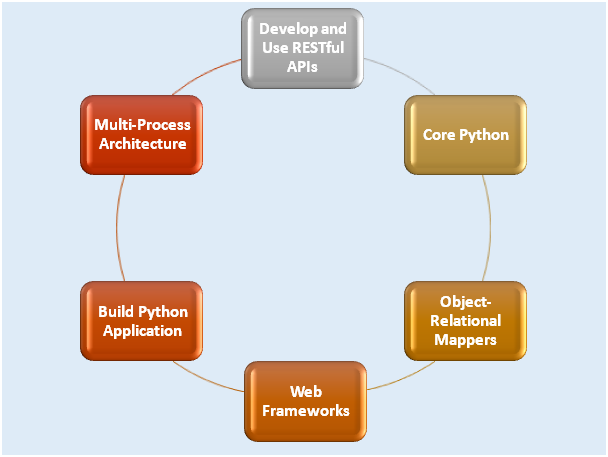 Develop and
Use RESTful
APIs
Core Python
Object-
Relational
Mappers
Web
Frameworks
Build Python
Application
Multi-Process
Architecture